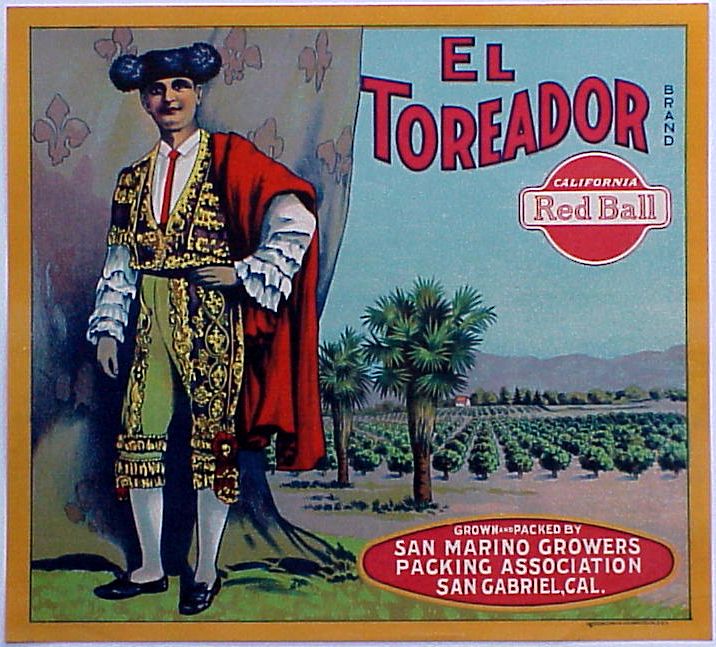 EL
TOREADOR
BRAND
CALIFORNIA
Red Ball
GROWN AND PACKED BY
SAN MARINO GROWERS
PACKING ASSOCIATION
SAN GABRIEL, CAL.